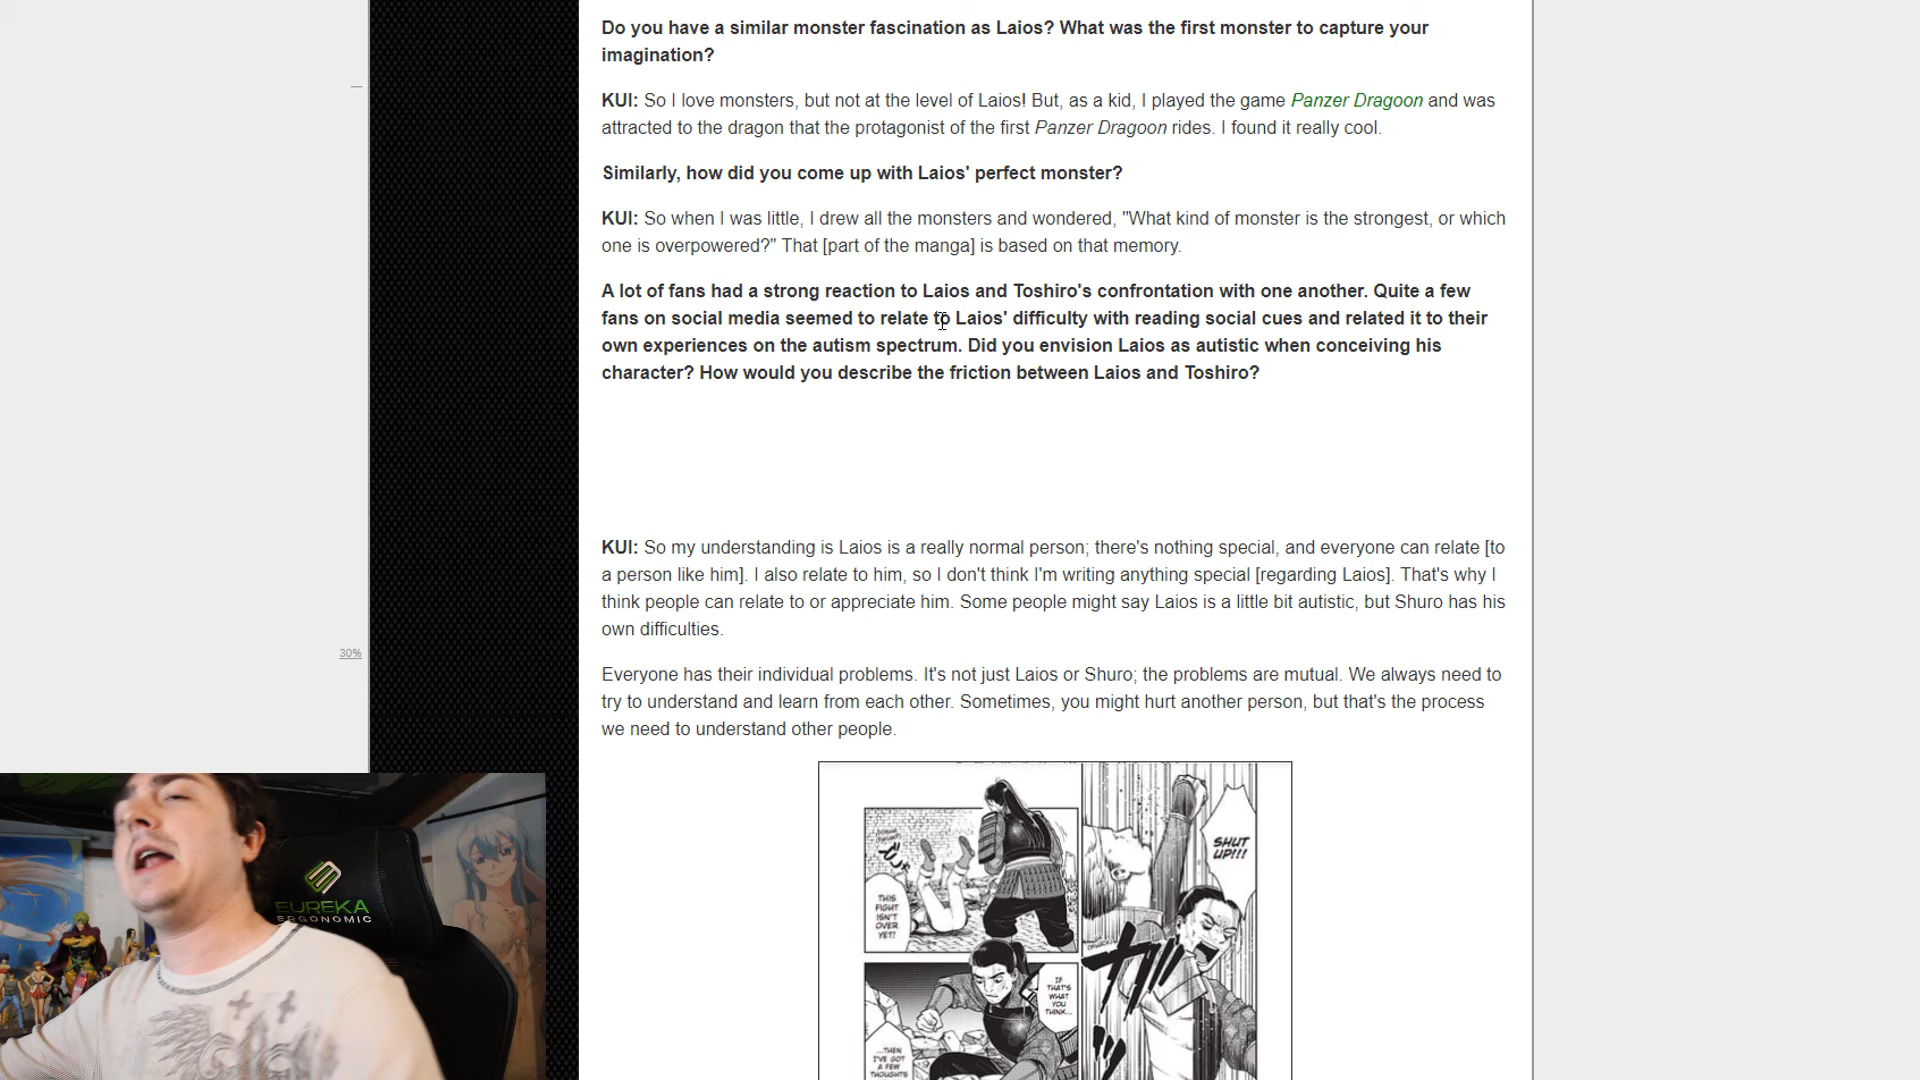 Do you have a similar monster fascination as Laios? What was the first monster to capture your
imagination?
KUI: So I love monsters, but not at the level of Laios! But, as a kid, I played the game Panzer Dragoon and was
attracted to the dragon that the protagonist of the first Panzer Dragoon rides. I found it really cool.
Similarly, how did you come up with Laios' perfect monster?
KUI: So when I was little, I drew all the monsters and wondered, "What kind of monster is the strongest, or which
one is overpowered?" That [part of the manga] is based on that memory.
A lot of fans had a strong reaction to Laios and Toshiro's confrontation with one another. Quite a few
fans on social media seemed to relate to Laios' difficulty with reading social cues and related it to their
own experiences on the autism spectrum. Did you envision Laios as autistic when conceiving his
character? How would you describe the friction between Laios and Toshiro?
KUI: So my understanding is Laios is a really normal person; there's nothing special, and everyone can relate [to
a person like him]. I also relate to him, so I don't think I'm writing anything special [regarding Laios]. That's why I
think people can relate to or appreciate him. Some people might say Laios is a little bit autistic, but Shuro has his
own difficulties.
30%
Everyone has their individual problems. It's not just Laios or Shuro; the problems are mutual. We always need to
try to understand and learn from each other. Sometimes, you might hurt another person, but that's the process
we need to understand other people.
SHUT
UP!!!
THIS
FIGHT
ISN'T
OVER
YET!
IF
THAT'S
WHAT
YOU
THINK...
...THEN
I'VE GOT
A FEW
THOUGHTS
EUREKA
ERGONOMIC